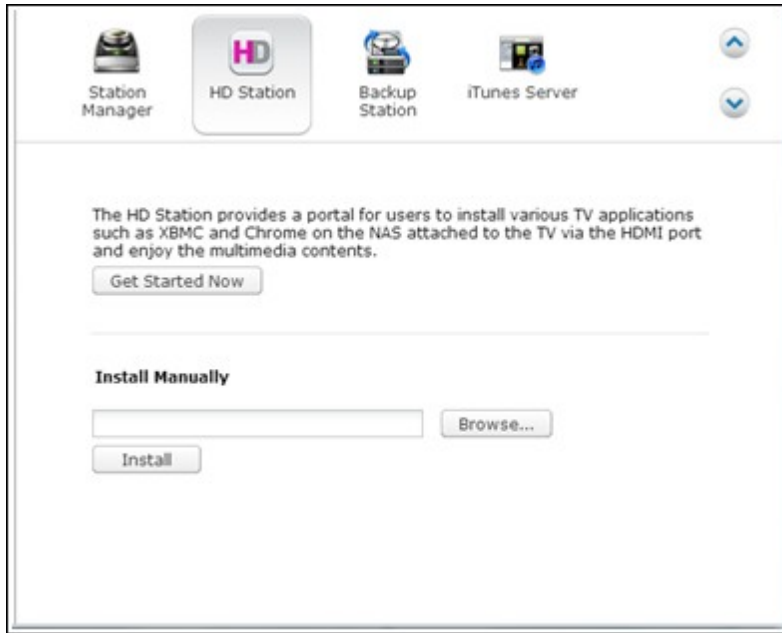 Station
Manager
HD
HD Station
Backup
Station
iTunes Server
The HD Station provides a portal for users to install various TV applications
such as XBMC and Chrome on the NAS attached to the TV via the HDMI port
and enjoy the multimedia contents.
Get Started Now
Install Manually
Browse...
Install